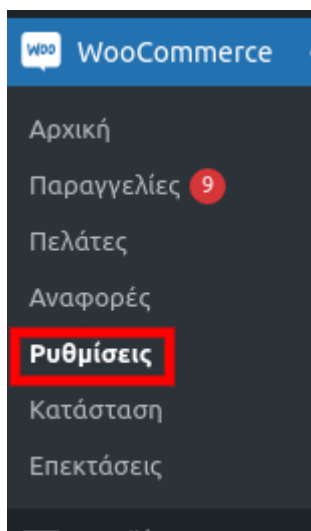 Woo WooCommerce
Αρχική
Παραγγελίες 9
Πελάτες
Αναφορές
Ρυθμίσεις
Κατάσταση
Επεκτάσεις